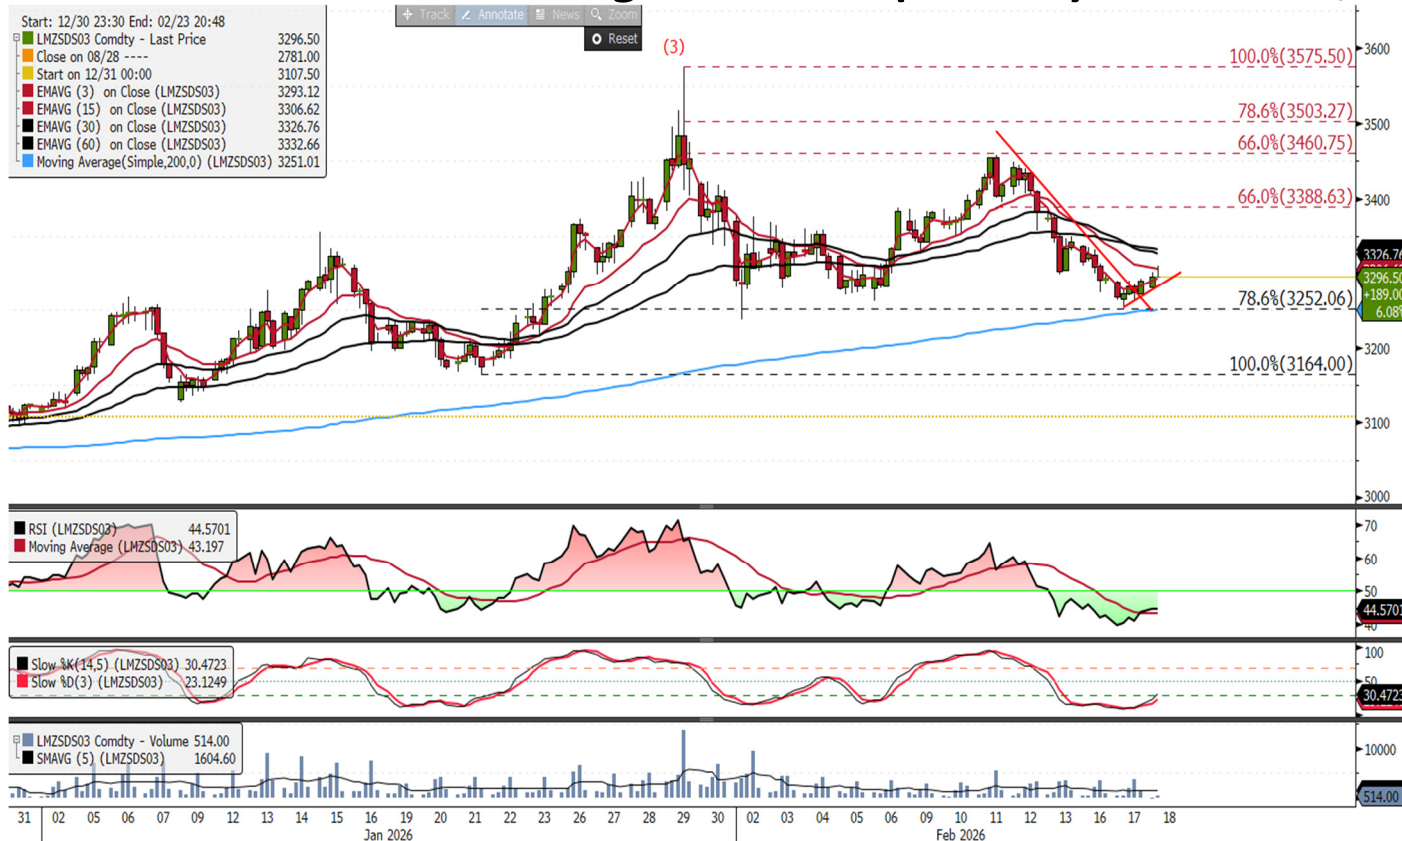 Start: 12/30 23:30 End: 02/23 20:48
LMZSDS03 Comdty - Last Price 3296.50
Close on 08/28 ---- 2781.00
Start on 12/31 00:00 3107.50
EMAVG (3) on Close (LMZSDS03) 3293.12
EMAVG (15) on Close (LMZSDS03) 3306.62
EMAVG (30) on Close (LMZSDS03) 3326.76
EMAVG (60) on Close (LMZSDS03) 3332.66
Moving Average(Simple,200,0) (LMZSDS03) 3251.01
Track Annotate News Zoom
Reset
(3)
100.0%(3575.50)
78.6%(3503.27)
66.0%(3460.75)
66.0%(3388.63)
78.6%(3252.06)
100.0%(3164.00)
3600
3500
3400
3326.76
3296.50
+189.00
6.08%
3200
3100
3000
RSI (LMZSDS03) 44.5701
Moving Average (LMZSDS03) 43.197
70
60
50
44.5701
40
Slow %K(14,5) (LMZSDS03) 30.4723
Slow %D(3) (LMZSDS03) 23.1249
100
50
30.4723
LMZSDS03 Comdty - Volume 514.00
SMAVG (5) (LMZSDS03) 1604.60
10000
514.00
31 02 05 06 07 09 12 13 14 15 16 19 20 21 22 23 26 27 28 29 30 02 03 04 05 06 09 10 11 12 13 16 17 18
Jan 2026 Feb 2026